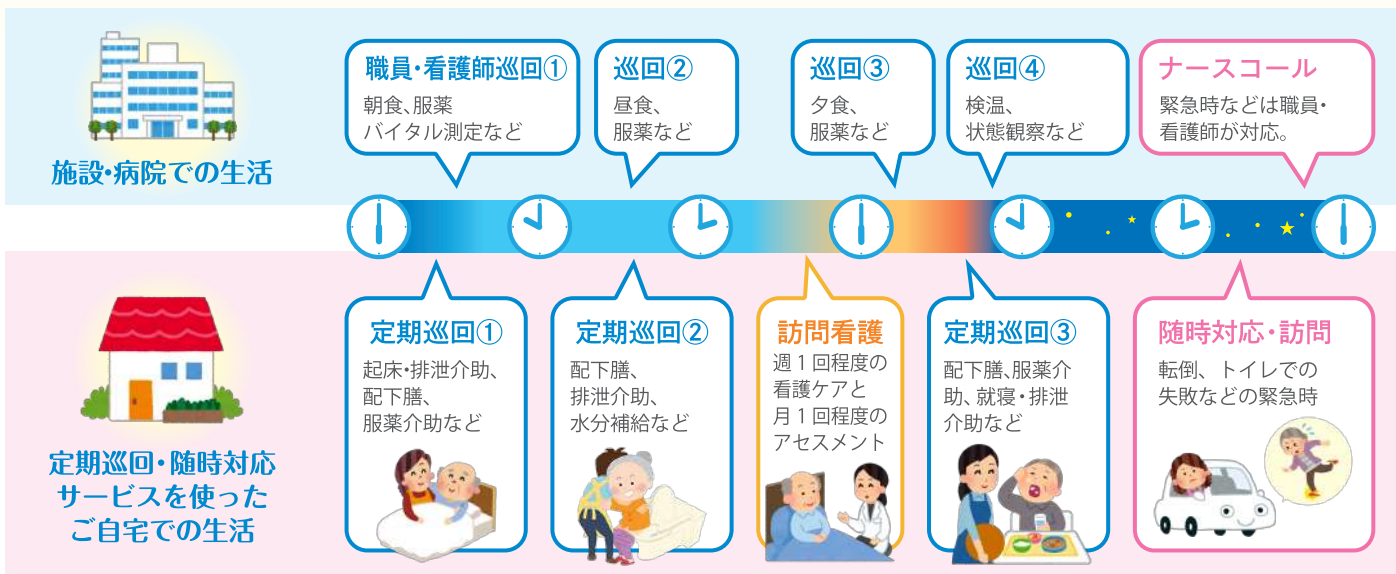 施設・病院での生活
職員・看護師巡回①
朝食、服薬
バイタル測定など
巡回②
昼食、
服薬など
巡回③
夕食、
服薬など
巡回④
検温、
状態観察など
ナースコール
緊急時などは職員・
看護師が対応。
定期巡回・随時対応
サービスを使った
ご自宅での生活
定期巡回①
起床・排泄介助、
配下膳、
服薬介助など
定期巡回②
配下膳、
排泄介助、
水分補給など
訪問看護
週1回程度の
看護ケアと
月1回程度の
アセスメント
定期巡回③
配下膳、服薬介
助、就寝・排泄
介助など
随時対応・訪問
転倒、トイレでの
失敗などの緊急時